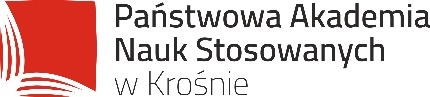 Państwowa Akademia
Nauk Stosowanych
w Krośnie